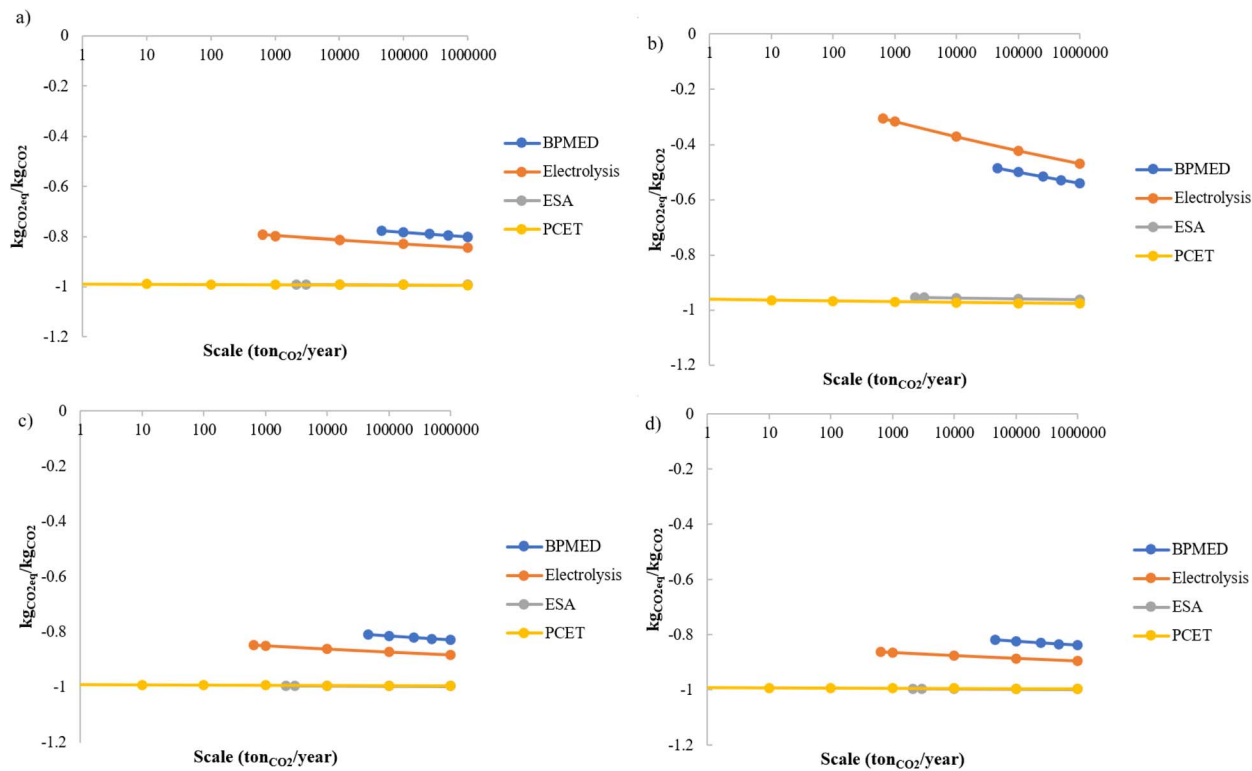 a)
0
1 10 100 1000 10000 100000 1000000
-0.2
-0.4
-0.6
-0.8
-1
-1.2
kgCO2eq/kgCO2
Scale (tonCO2/year)
BPMED
Electrolysis
ESA
PCET
b)
0
1 10 100 1000 10000 100000 1000000
-0.2
-0.4
-0.6
-0.8
-1
-1.2
kgCO2eq/kgCO2
Scale (tonCO2/year)
BPMED
Electrolysis
ESA
PCET
c)
0
1 10 100 1000 10000 100000 1000000
-0.2
-0.4
-0.6
-0.8
-1
-1.2
kgCO2eq/kgCO2
Scale (tonCO2/year)
BPMED
Electrolysis
ESA
PCET
d)
0
1 10 100 1000 10000 100000 1000000
-0.2
-0.4
-0.6
-0.8
-1
-1.2
kgCO2eq/kgCO2
Scale (tonCO2/year)
BPMED
Electrolysis
ESA
PCET